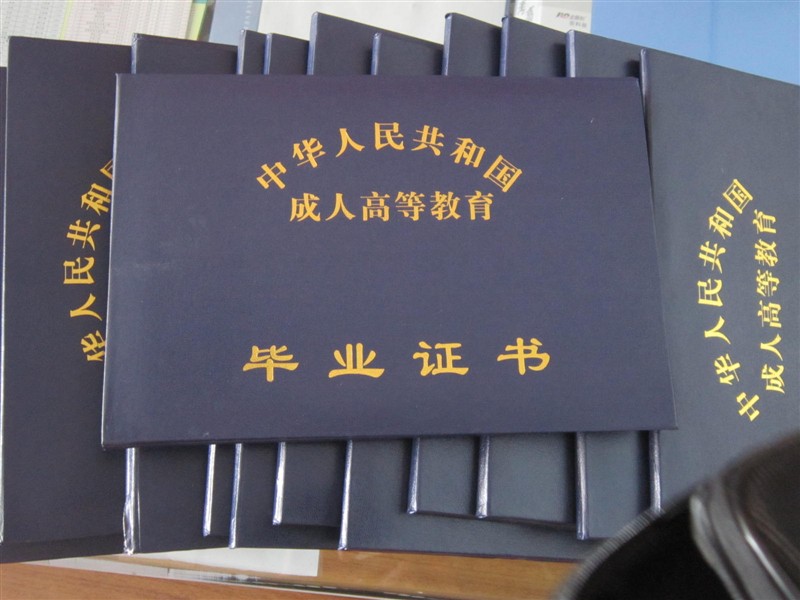 中华人民共和国
成人高等教育
毕业证书
华人民共和国
中华人民共和国
成人高等教育